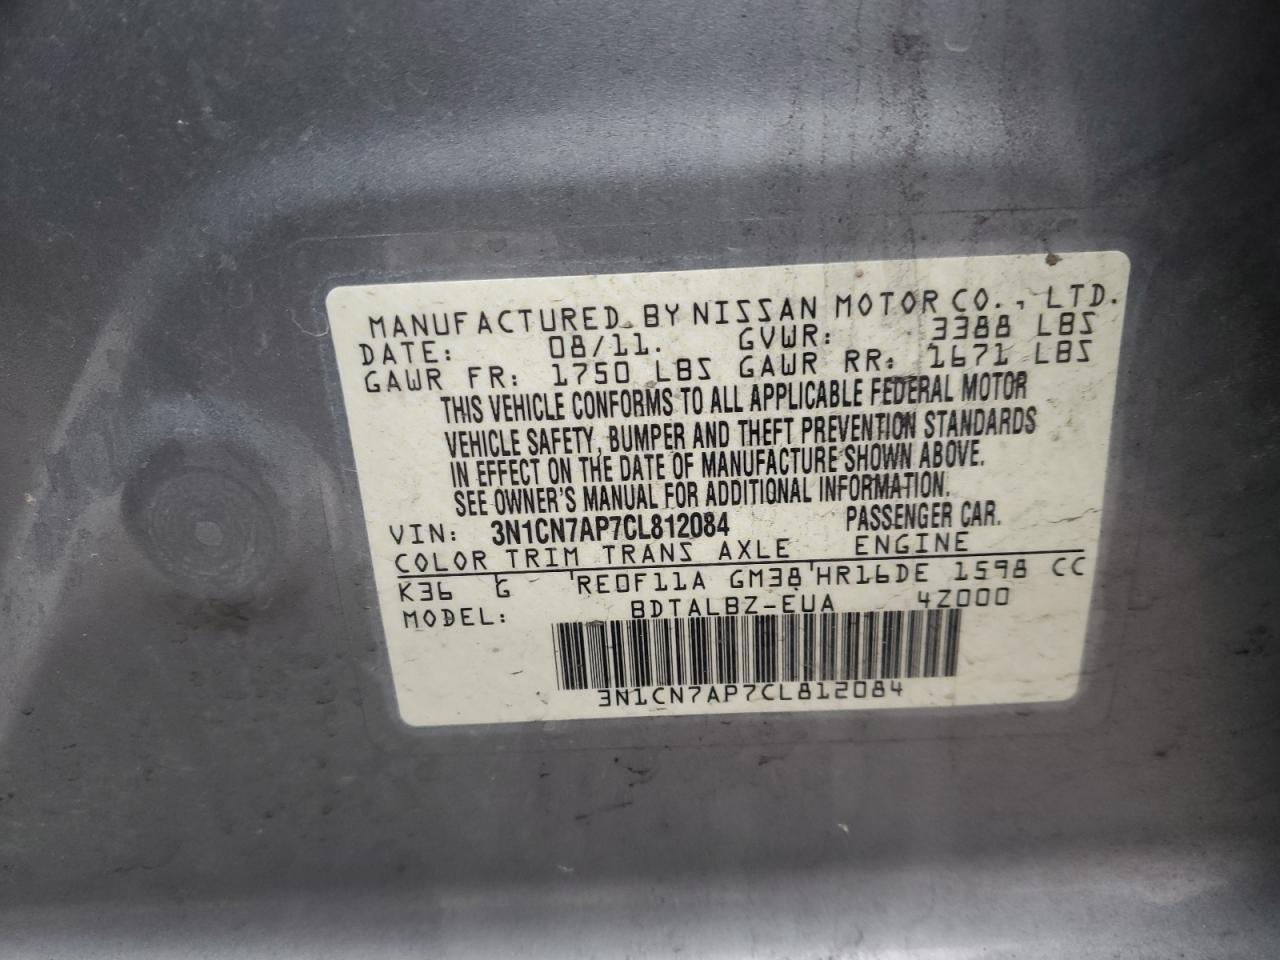 MANUFACTURED BY NISSAN MOTOR CO., LTD.
DATE: 08/11. GVWR: 3388 LBS
GAWR FR: 1750 LBS GAWR RR: 1671 LBS
THIS VEHICLE CONFORMS TO ALL APPLICABLE FEDERAL MOTOR
VEHICLE SAFETY, BUMPER AND THEFT PREVENTION STANDARDS
IN EFFECT ON THE DATE OF MANUFACTURE SHOWN ABOVE.
SEE OWNER'S MANUAL FOR ADDITIONAL INFORMATION.
VIN: 3N1CN7AP7CL812084 PASSENGER CAR.
COLOR TRIM TRANS AXLE ENGINE
K36 G RE0F11A GM38 HR16DE 1598 CC
MODEL: BDTALBZ-EUA 4Z000
3N1CN7AP7CL812084